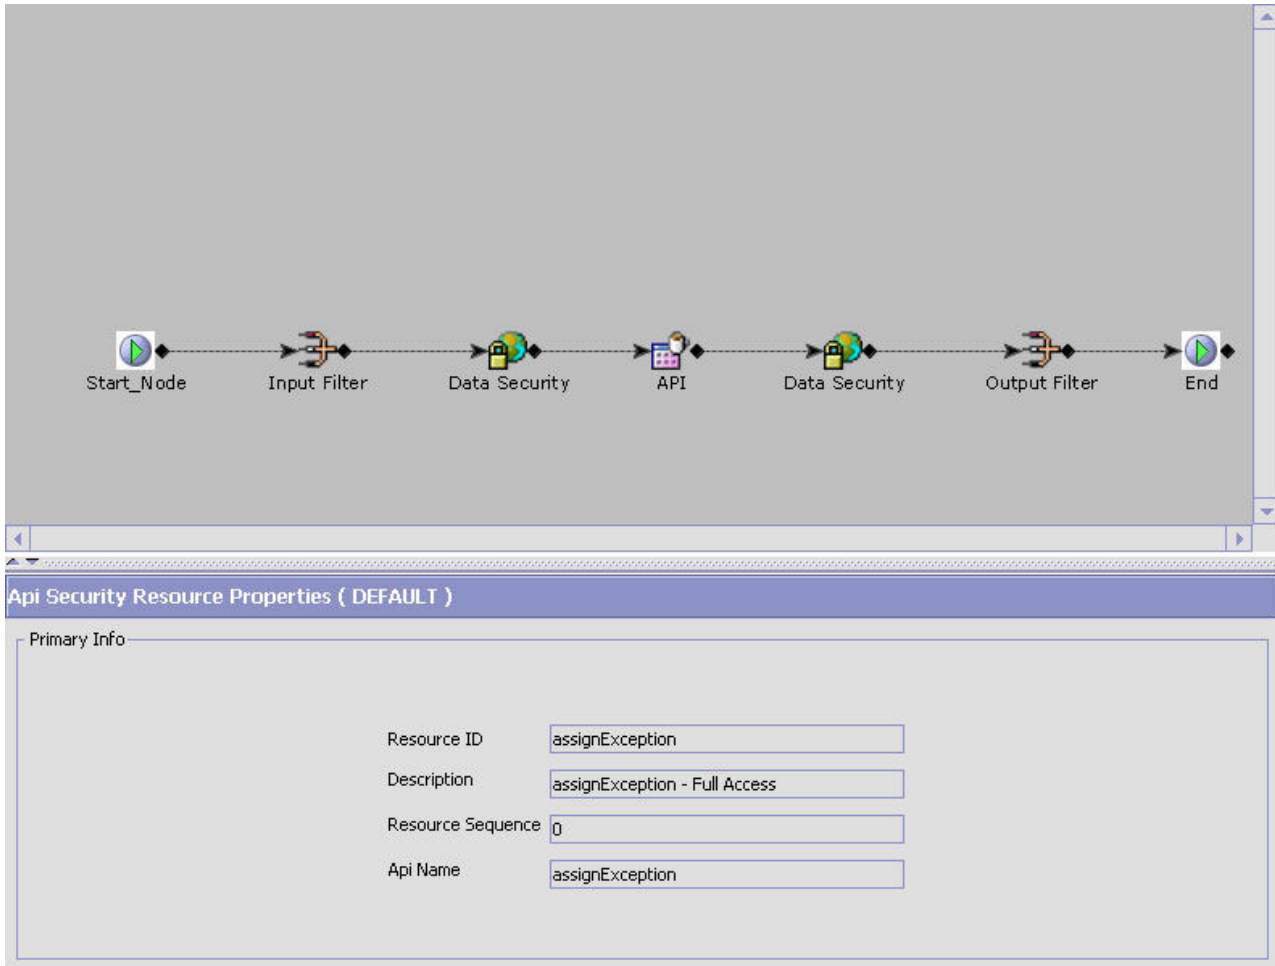 Start_Node Input Filter Data Security API Data Security Output Filter End
Api Security Resource Properties ( DEFAULT )
Primary Info
Resource ID assignException
Description assignException - Full Access
Resource Sequence 0
Api Name assignException